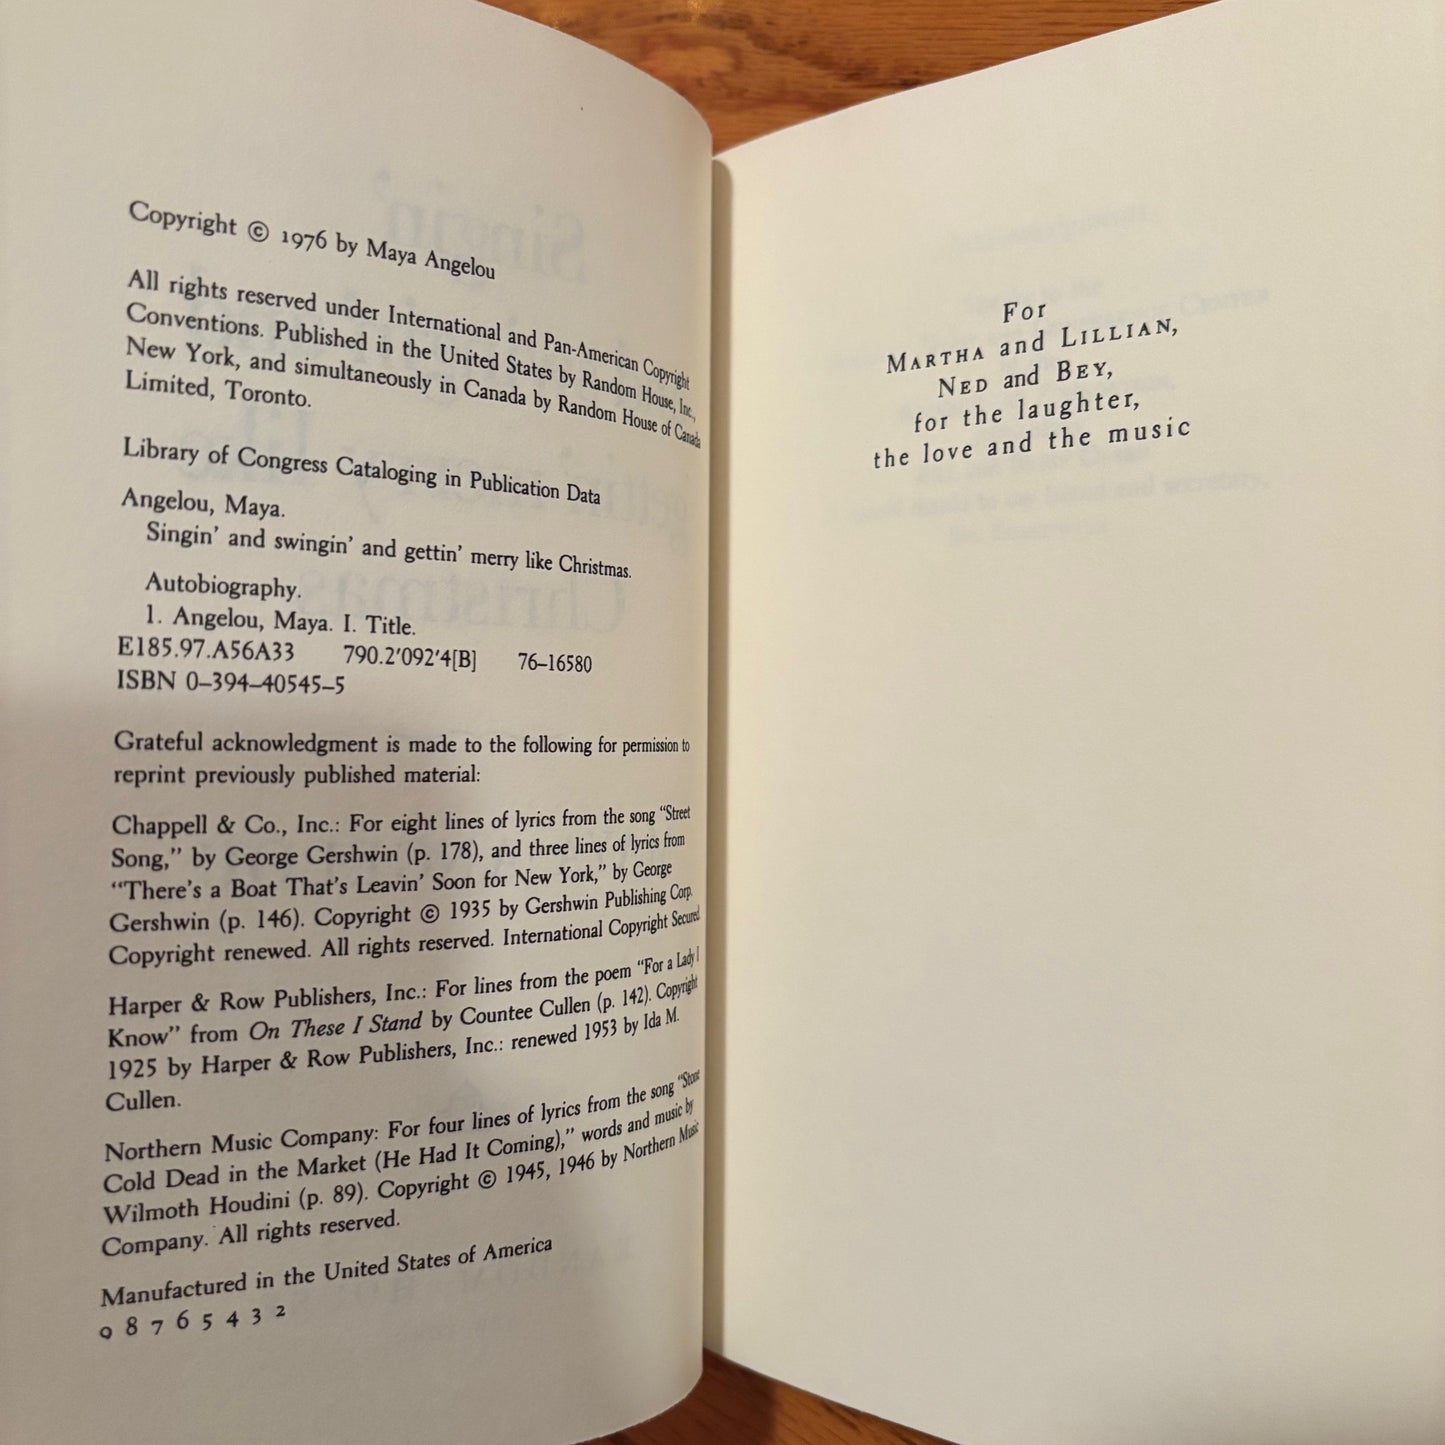 Copyright © 1976 by Maya Angelou
All rights reserved under International and Pan-American Copyright
Conventions. Published in the United States by Random House, Inc.,
New York, and simultaneously in Canada by Random House of Canada
Limited, Toronto.
Library of Congress Cataloging in Publication Data
Angelou, Maya.
Singin’ and swingin’ and gettin’ merry like Christmas.
Autobiography.
1. Angelou, Maya. I. Title.
E185.97.A56A33 790.2′092′4[B] 76–16580
ISBN 0–394–40545–5
Grateful acknowledgment is made to the following for permission to
reprint previously published material:
Chappell & Co., Inc.: For eight lines of lyrics from the song “Street
Song,” by George Gershwin (p. 178), and three lines of lyrics from
“There’s a Boat That’s Leavin’ Soon for New York,” by George
Gershwin (p. 146). Copyright © 1935 by Gershwin Publishing Corp.
Copyright renewed. All rights reserved. International Copyright Secured
Harper & Row Publishers, Inc.: For lines from the poem “For a Lady I
Know” from On These I Stand by Countee Cullen (p. 142). Copyright
1925 by Harper & Row Publishers, Inc.: renewed 1953 by Ida M.
Cullen.
Northern Music Company: For four lines of lyrics from the song “Stone
Cold Dead in the Market (He Had It Coming),” words and music by
Wilmoth Houdini (p. 89). Copyright © 1945, 1946 by Northern Music
Company. All rights reserved.
Manufactured in the United States of America
9 8 7 6 5 4 3 2
For
MARTHA and LILLIAN,
NED and BEY,
for the laughter,
the love and the music